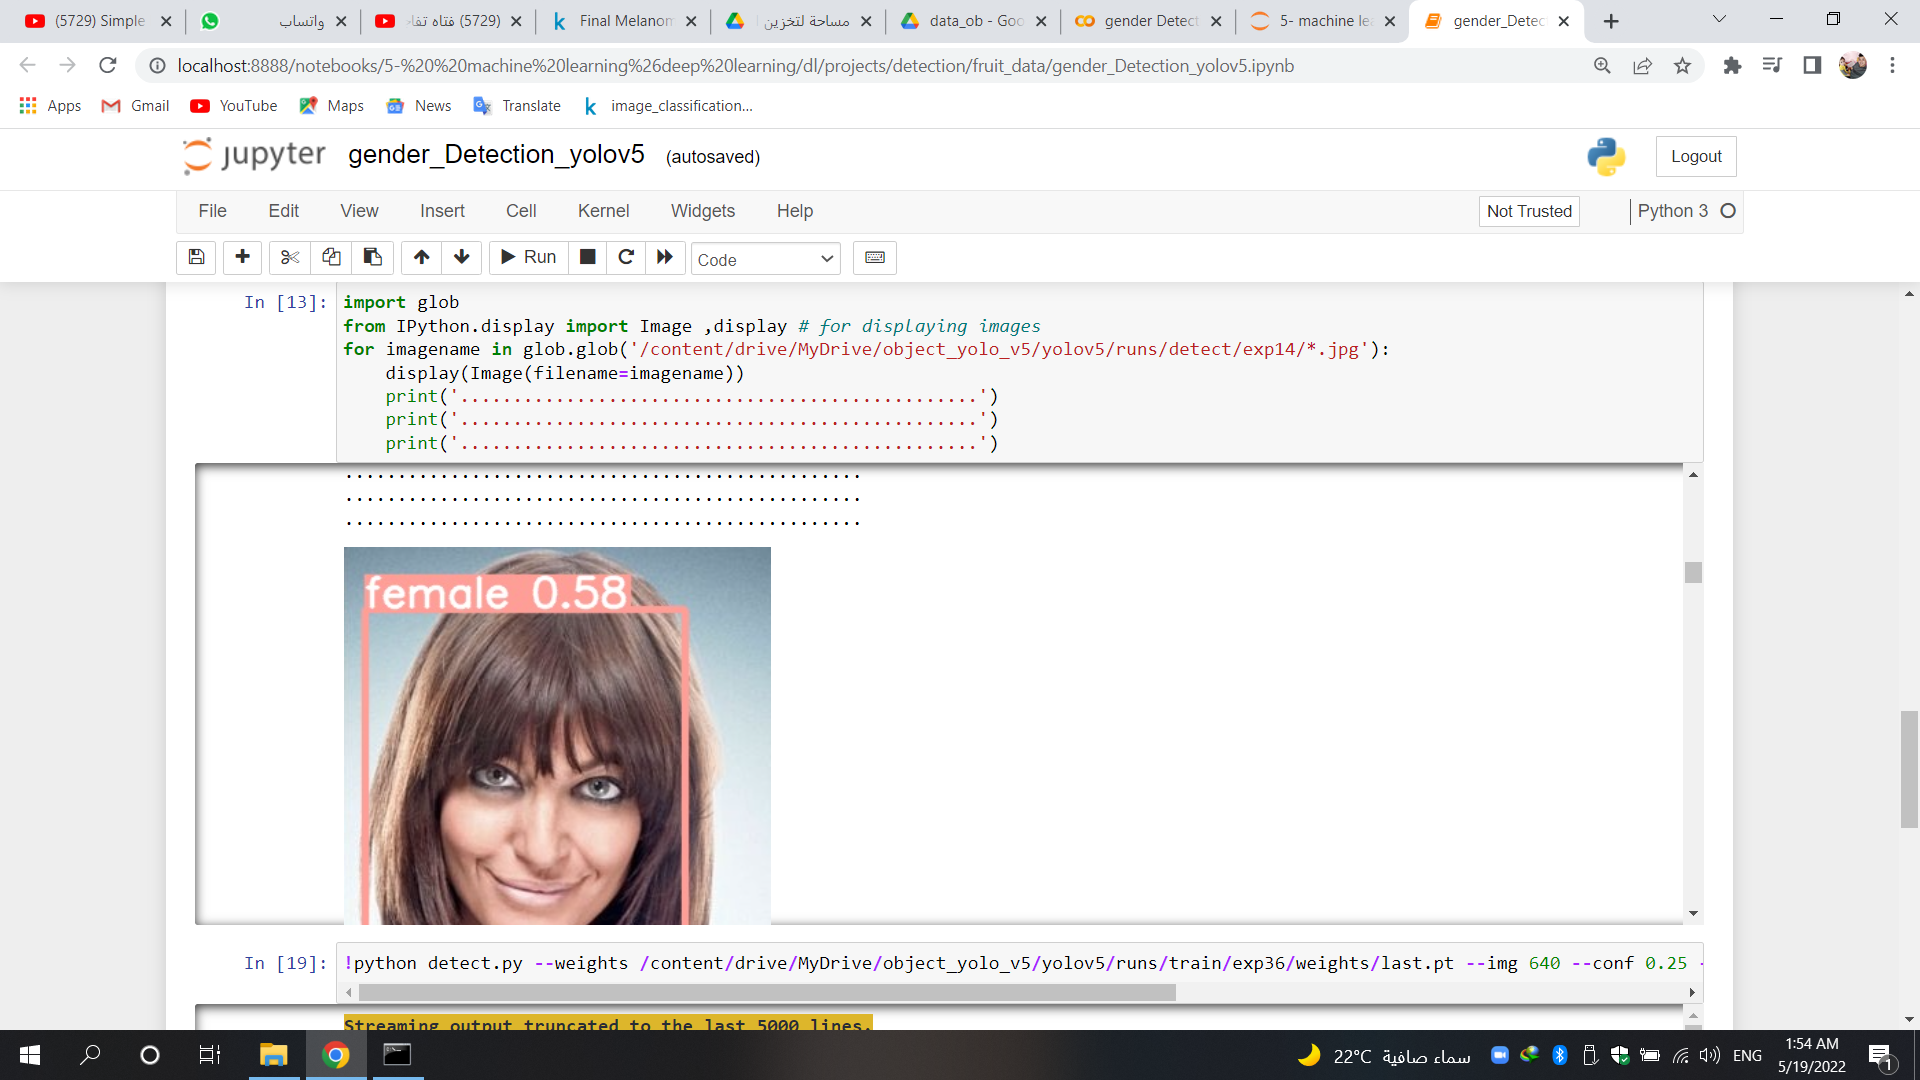 (5729) Simple
واتساب
(5729) فتاه تفا
Final Melanom
مساحة لتخزين
data_ob - Goo
gender Detect
5- machine le
gender_Detec
localhost:8888/notebooks/5-%20%20machine%20learning%26deep%20learning/dl/projects/detection/fruit_data/gender_Detection_yolov5.ipynb
Apps
Gmail
YouTube
Maps
News
Translate
image_classification...
jupyter
gender_Detection_yolov5
(autosaved)
Logout
File
Edit
View
Insert
Cell
Kernel
Widgets
Help
Not Trusted
Python 3
Run
Code
In [13]:
import glob
from IPython.display import Image ,display # for displaying images
for imagename in glob.glob('/content/drive/MyDrive/object_yolo_v5/yolov5/runs/detect/exp14/*.jpg'):
display(Image(filename=imagename))
print('.................................................')
print('.................................................')
print('.................................................')
.................................................
.................................................
.................................................
female 0.58
In [19]:
!python detect.py --weights /content/drive/MyDrive/object_yolo_v5/yolov5/runs/train/exp36/weights/last.pt --img 640 --conf 0.25 -
Streaming output truncated to the last 5000 lines.
22°C سماء صافية
ENG
1:54 AM
5/19/2022
1